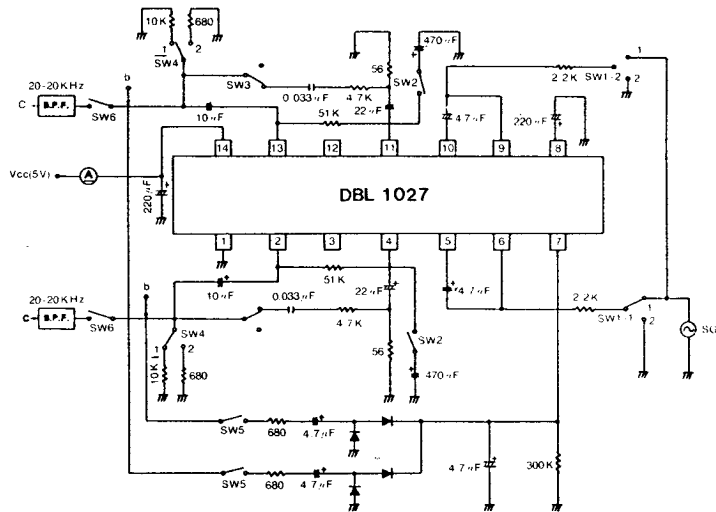 10K
680
1
2
SW4
b
470μF
56
SW2
1
2.2K
SW1-2
2
20-20KHz
C
B.P.F.
SW6
SW3
0.033μF
4.7K
22μF
10μF
51K
4.7μF
220μF
14
13
12
11
10
9
8
Vcc(5V)
A
220μF
DBL 1027
1
2
3
4
5
6
7
b
51K
10μF
0.033μF
22μF
4.7μF
20-20KHz
C
B.P.F.
SW6
SW4
4.7K
2.2K
SW1-1
1
2
SG
1
2
10K
680
56
SW2
470μF
SW5
680
4.7μF
4.7μF
300K
SW5
680
4.7μF